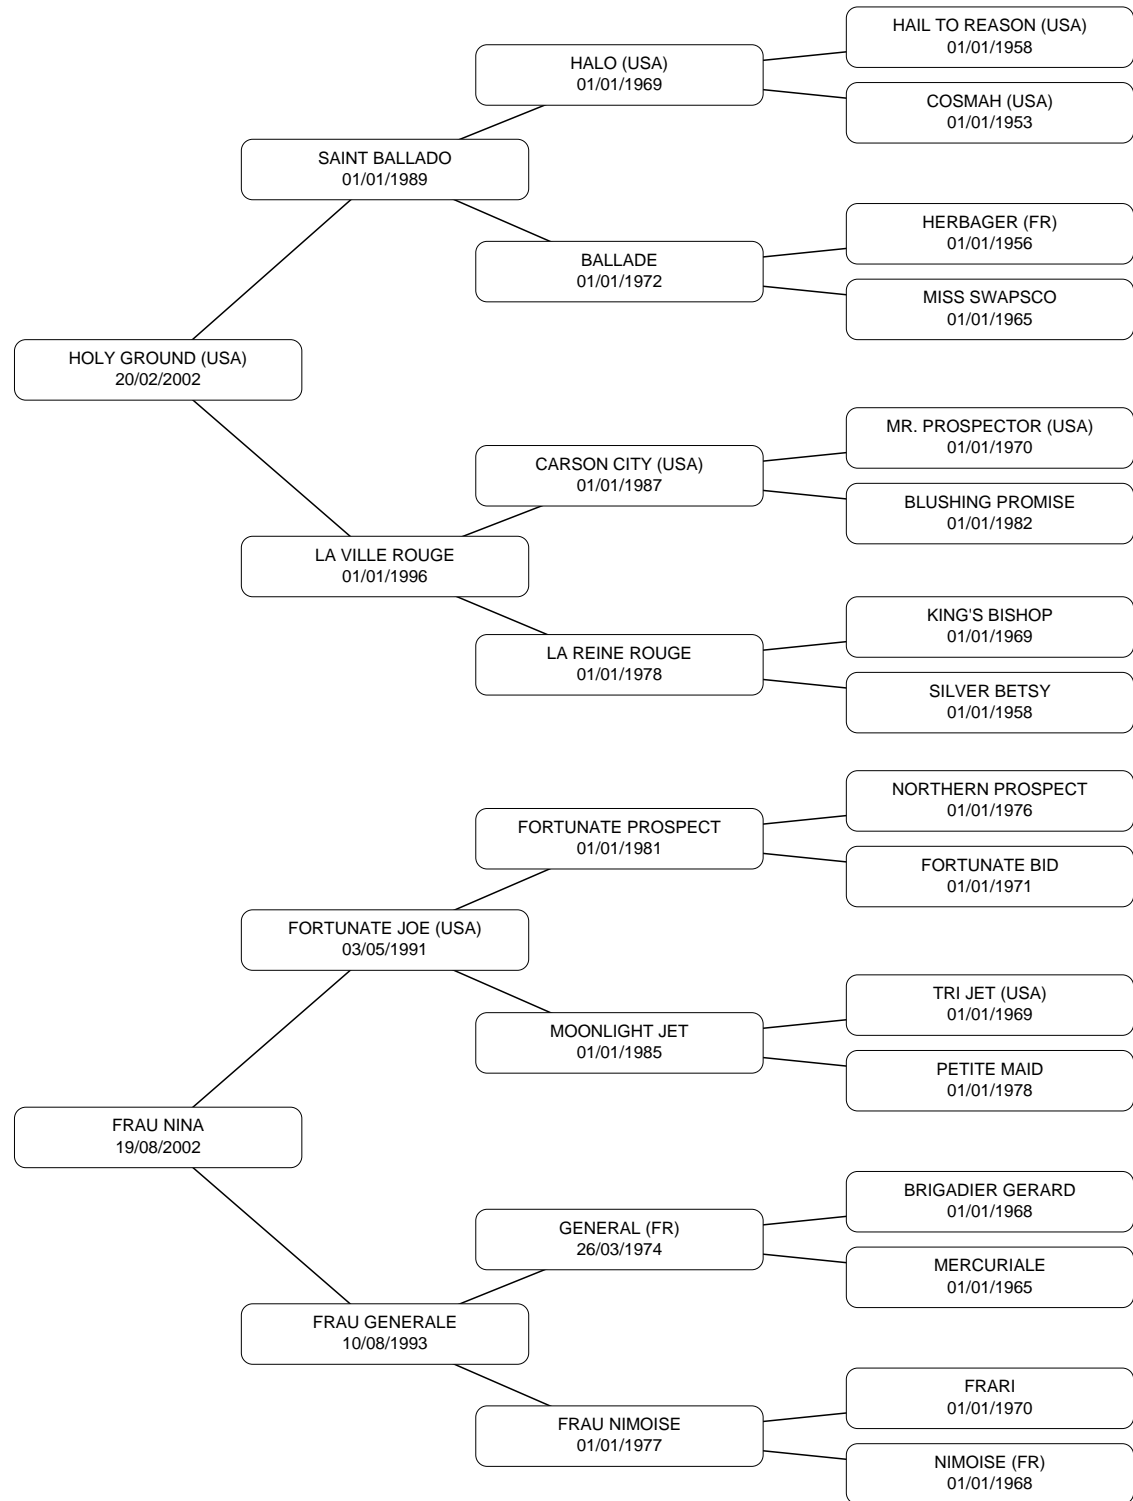 HAIL TO REASON (USA)
01/01/1958
HALO (USA)
01/01/1969
COSMAH (USA)
01/01/1953
SAINT BALLADO
01/01/1989
HERBAGER (FR)
01/01/1956
BALLADE
01/01/1972
MISS SWAPSCO
01/01/1965
HOLY GROUND (USA)
20/02/2002
MR. PROSPECTOR (USA)
01/01/1970
CARSON CITY (USA)
01/01/1987
BLUSHING PROMISE
01/01/1982
LA VILLE ROUGE
01/01/1996
KING'S BISHOP
01/01/1969
LA REINE ROUGE
01/01/1978
SILVER BETSY
01/01/1958
NORTHERN PROSPECT
01/01/1976
FORTUNATE PROSPECT
01/01/1981
FORTUNATE BID
01/01/1971
FORTUNATE JOE (USA)
03/05/1991
TRI JET (USA)
01/01/1969
MOONLIGHT JET
01/01/1985
PETITE MAID
01/01/1978
FRAU NINA
19/08/2002
BRIGADIER GERARD
01/01/1968
GENERAL (FR)
26/03/1974
MERCURIALE
01/01/1965
FRAU GENERALE
10/08/1993
FRARI
01/01/1970
FRAU NIMOISE
01/01/1977
NIMOISE (FR)
01/01/1968